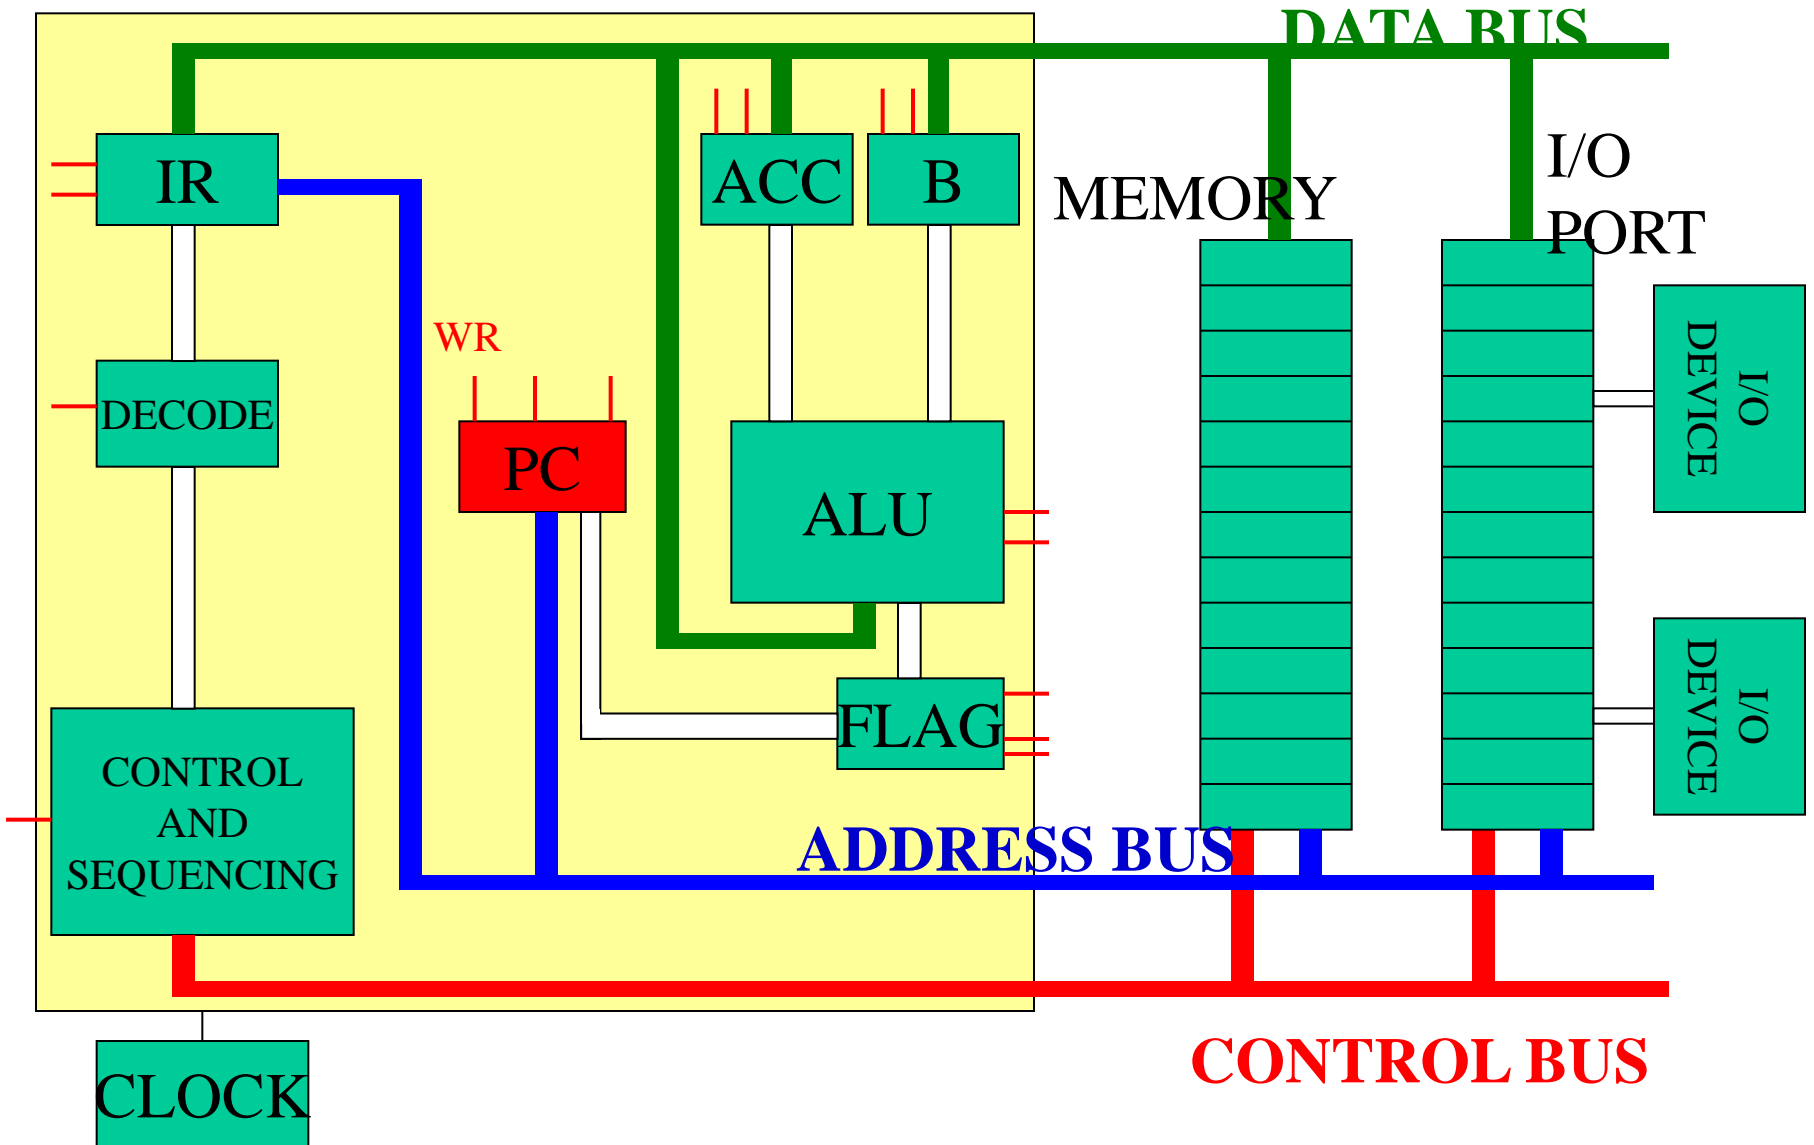 DATA BUS
IR
ACC
B
MEMORY
I/O
PORT
WR
DECODE
PC
ALU
I/O
DEVICE
FLAG
I/O
DEVICE
CONTROL
AND
SEQUENCING
ADDRESS BUS
CONTROL BUS
CLOCK